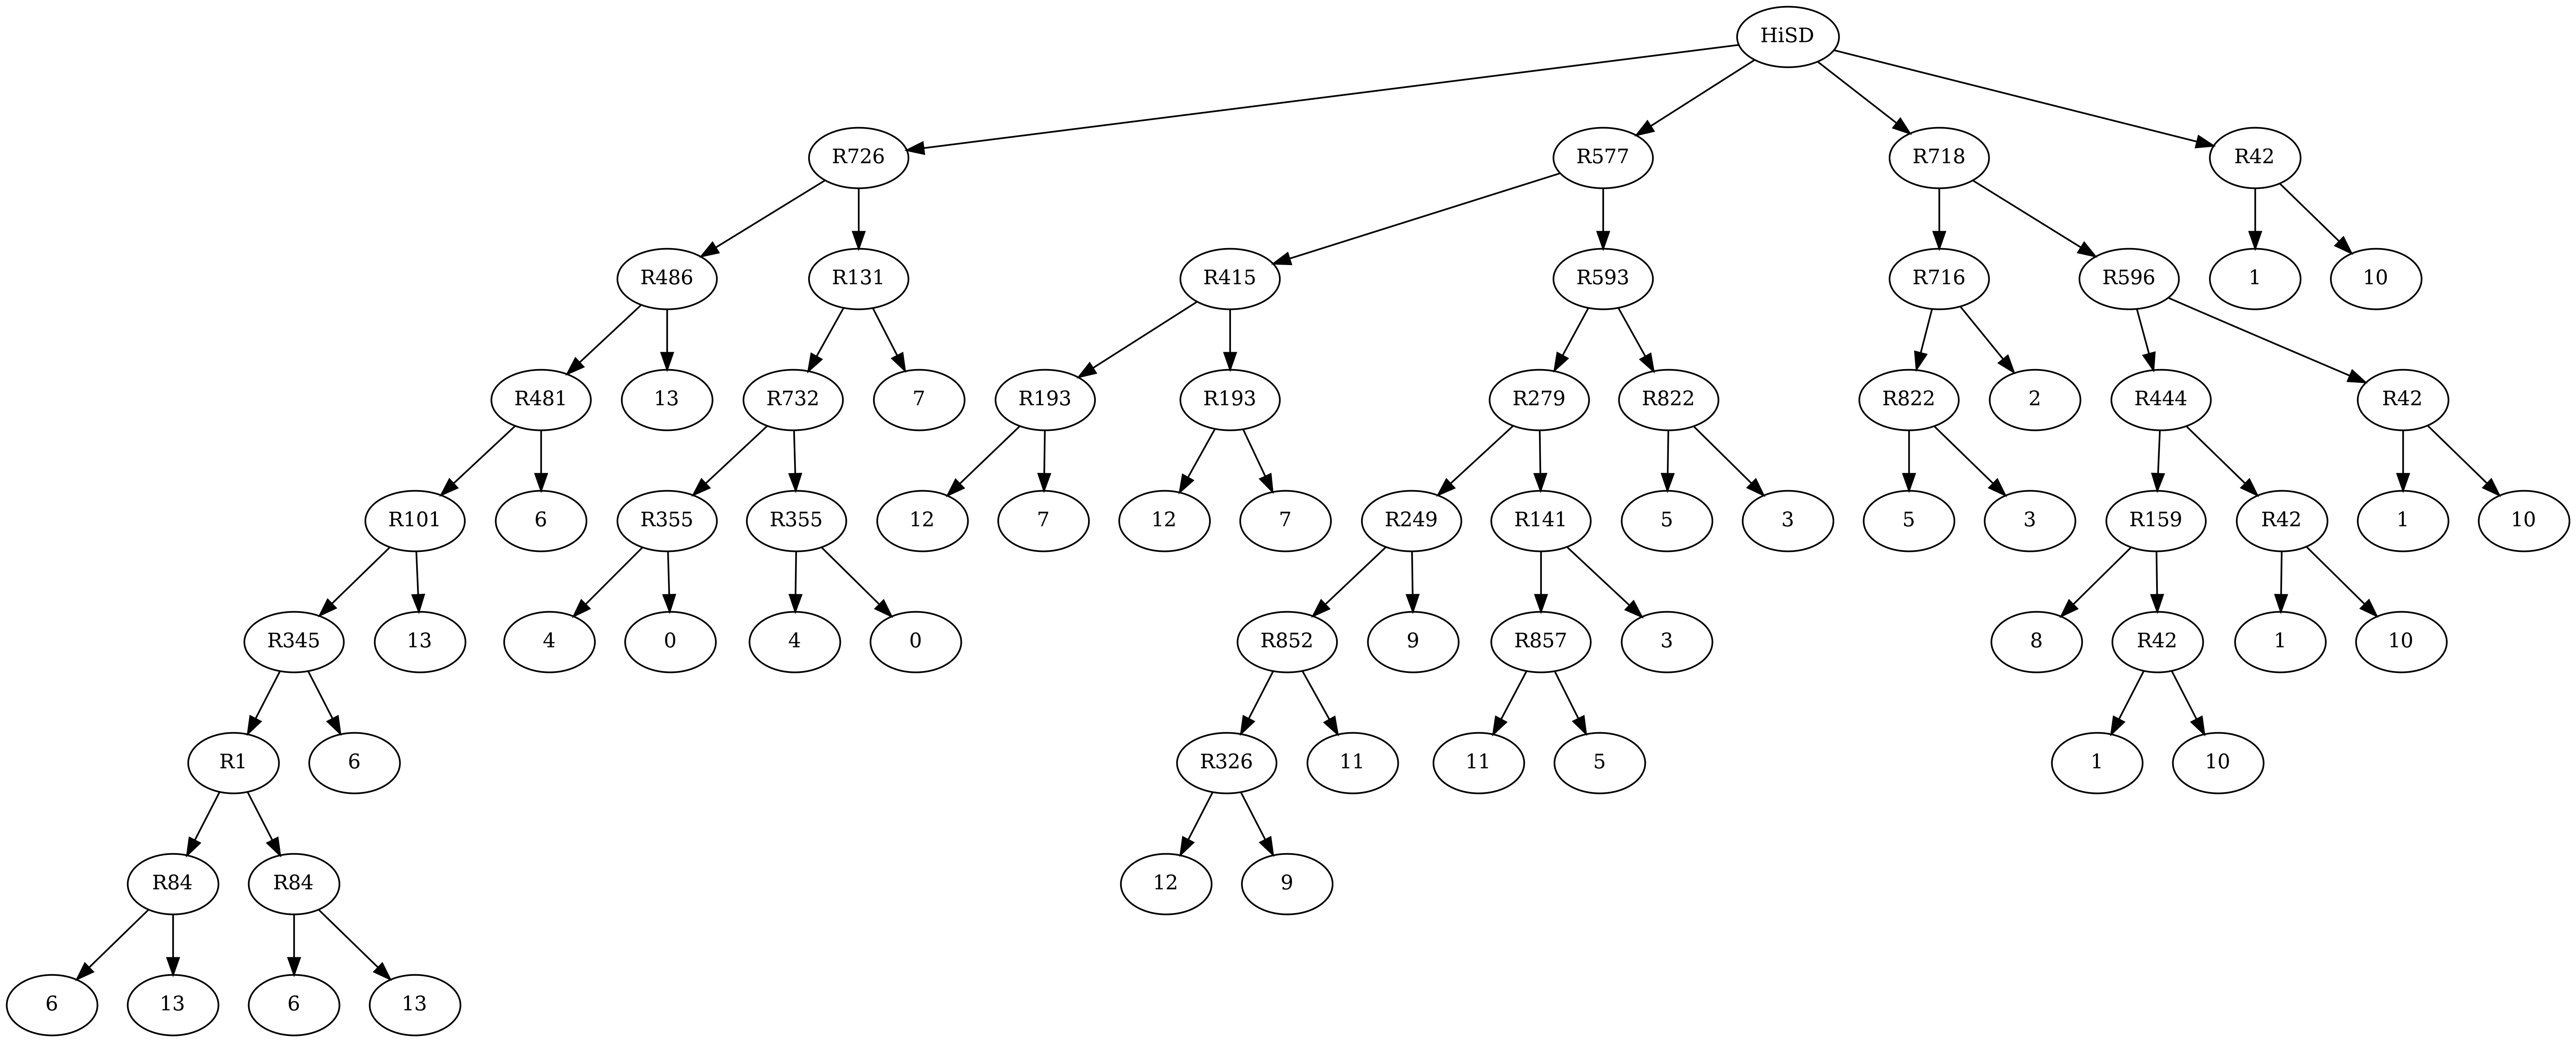 HiSD
R726 R577 R718 R42
R486 R131 R415 R593 R716 R596 1 10
R481 13 R732 7 R193 R193 R279 R822 R822 2 R444 R42
R101 6 R355 R355 12 7 12 7 R249 R141 5 3 5 3 R159 R42 1 10
R345 13 4 0 4 0 R852 9 R857 3 8 R42 1 10
R1 6 R326 11 11 5 1 10
R84 R84 12 9
6 13 6 13